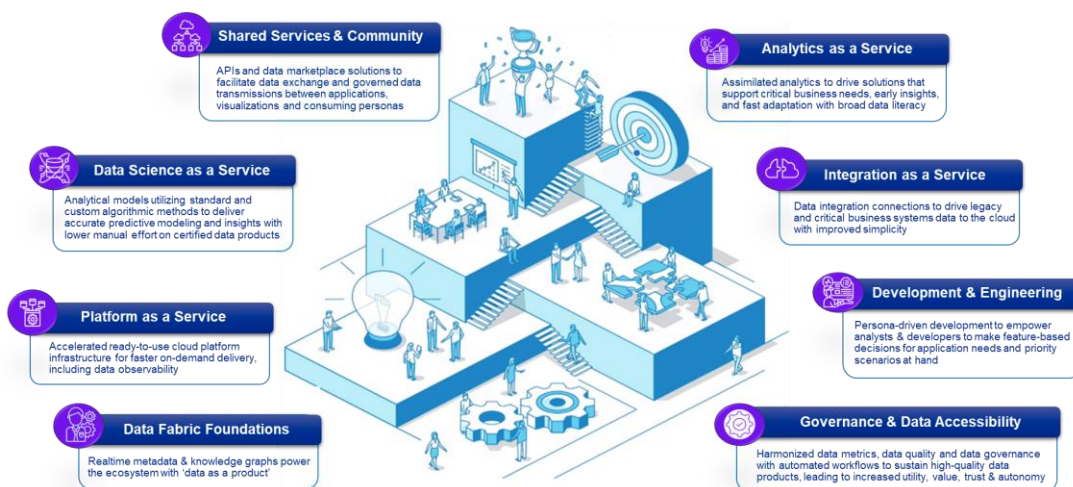 Shared Services & Community
APIs and data marketplace solutions to
facilitate data exchange and governed data
transmissions between applications,
visualizations and consuming personas
Analytics as a Service
Assimilated analytics to drive solutions that
support critical business needs, early insights,
and fast adaptation with broad data literacy
Data Science as a Service
Analytical models utilizing standard and
custom algorithmic methods to deliver
accurate predictive modeling and insights with
lower manual effort on certified data products
Integration as a Service
Data integration connections to drive legacy
and critical business systems data to the cloud
with improved simplicity
Platform as a Service
Accelerated ready-to-use cloud platform
infrastructure for faster on-demand delivery,
including data observability
Development & Engineering
Persona-driven development to empower
analysts & developers to make feature-based
decisions for application needs and priority
scenarios at hand
Data Fabric Foundations
Realtime metadata & knowledge graphs power
the ecosystem with ‘data as a product’
Governance & Data Accessibility
Harmonized data metrics, data quality and data governance
with automated workflows to sustain high-quality data
products, leading to increased utility, value, trust & autonomy